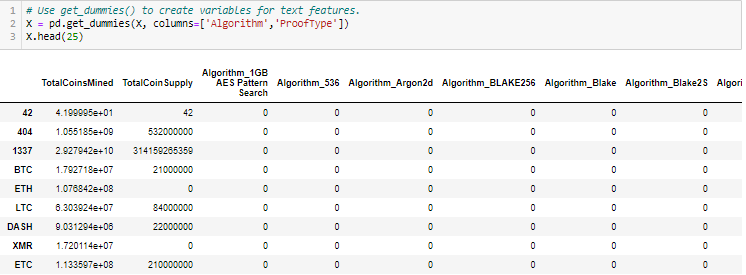 1 # Use get_dummies() to create variables for text features.
2 X = pd.get_dummies(X, columns=['Algorithm','ProofType'])
3 X.head(25)
TotalCoinsMined TotalCoinSupply Algorithm_1GB AES Pattern Search Algorithm_536 Algorithm_Argon2d Algorithm_BLAKE256 Algorithm_Blake Algorithm_Blake2S Algori
42 4.199995e+01 42 0 0 0 0 0 0
404 1.055185e+09 532000000 0 0 0 0 0 0
1337 2.927942e+10 314159265359 0 0 0 0 0 0
BTC 1.792718e+07 21000000 0 0 0 0 0 0
ETH 1.076842e+08 0 0 0 0 0 0 0
LTC 6.303924e+07 84000000 0 0 0 0 0 0
DASH 9.031294e+06 22000000 0 0 0 0 0 0
XMR 1.720114e+07 0 0 0 0 0 0 0
ETC 1.133597e+08 210000000 0 0 0 0 0 0